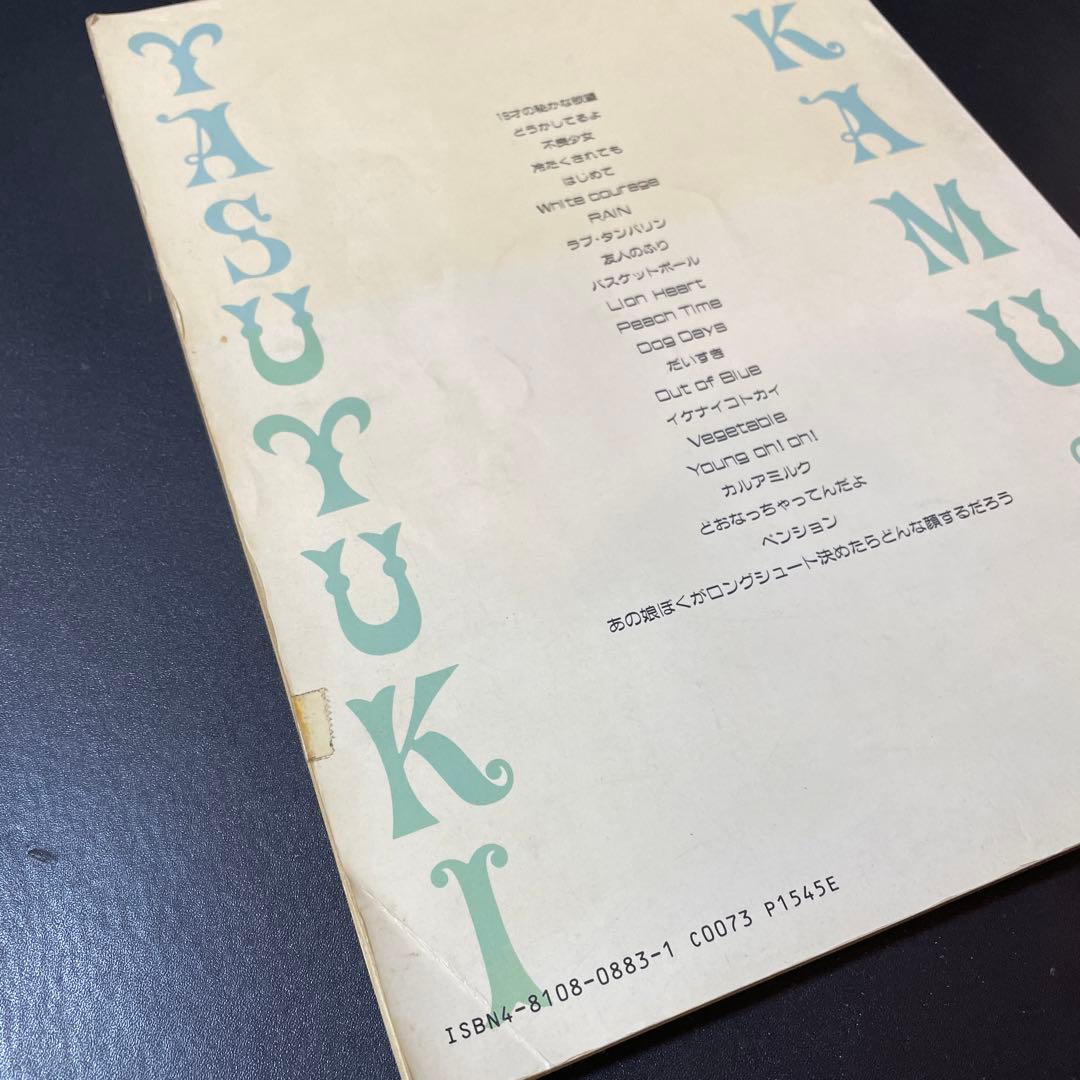 YASUYUKI
KAMU
19才の秘かな欲望
どうかしてるよ
不良少女
冷たくされても
はじめて
White courage
RAIN
ラブ・タンバリン
友人のふり
バスケットボール
Lion Heart
Peach Time
Dog Days
だいすき
Out of Blue
イケナイコトカイ
Vegetable
Young oh! oh!
カルアミルク
どおなっちゃってんだよ
ペンション
あの娘ぼくがロングシュート決めたらどんな顔するだろう
ISBN4-8108-0883-1 C0073 P1545E